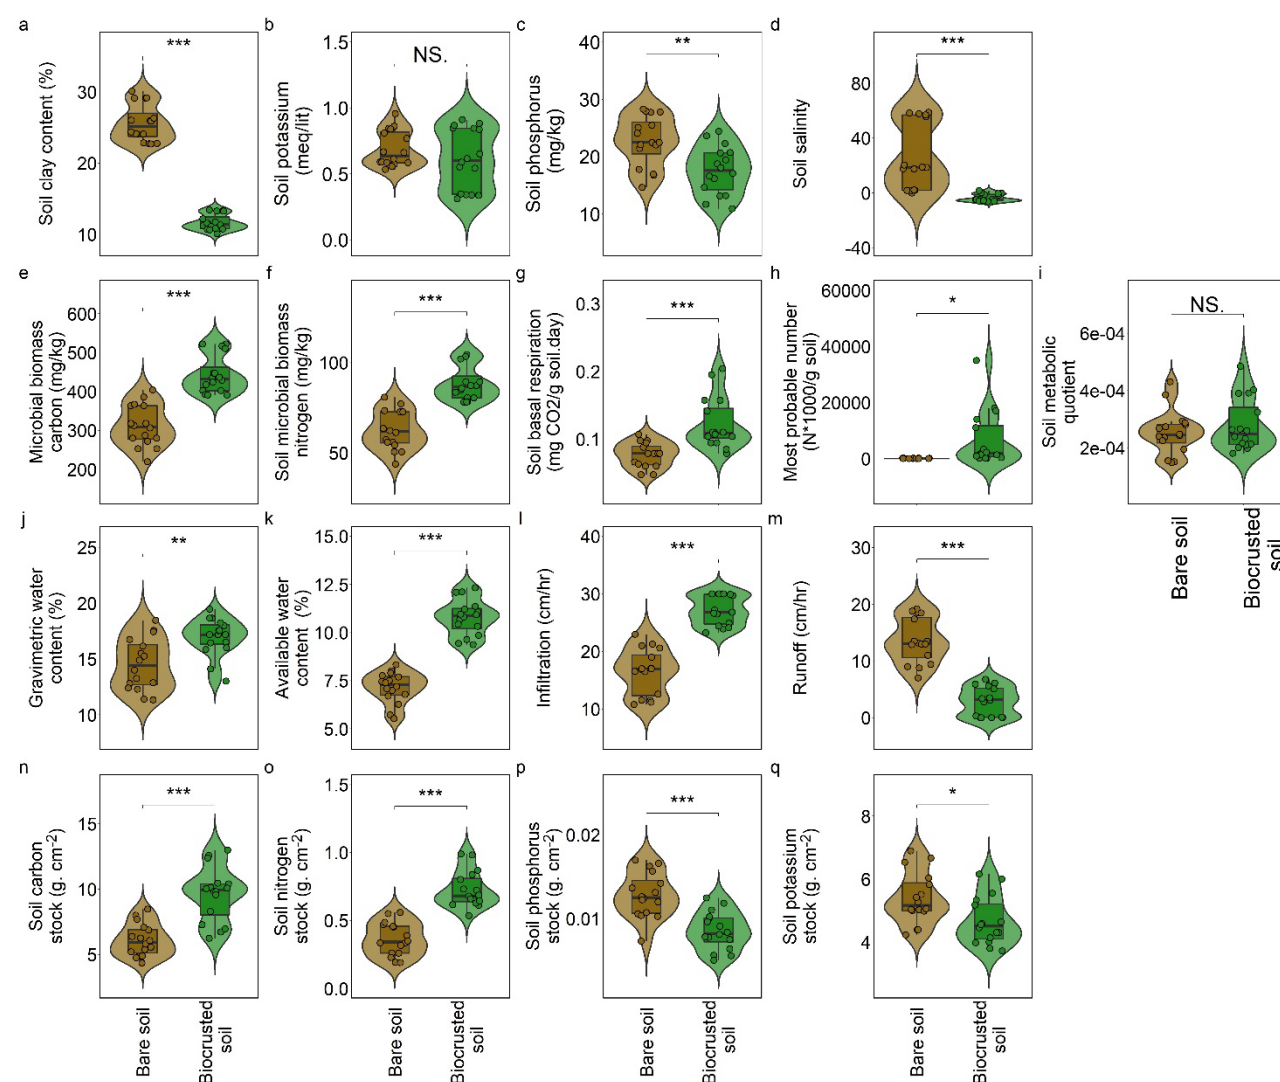 a
b
c
d
Soil clay content (%)
30
20
10
***
Soil potassium
(meq/lit)
1.5
1.0
0.5
0.0
NS.
Soil phosphorus
(mg/kg)
40
30
20
10
**
Soil salinity
80
40
0
-40
***
e
f
g
h
i
Microbial biomass
carbon (mg/kg)
600
500
400
300
200
***
Soil microbial biomass
nitrogen (mg/kg)
100
50
***
Soil basal respiration
(mg CO2/g soil.day)
0.3
0.2
0.1
***
Most probable number
(N*1000/g soil)
60000
40000
20000
0
*
Soil metabolic
quotient
6e-04
4e-04
2e-04
NS.
Bare soil
Biocrusted
soil
j
k
l
m
Gravimetric water
content (%)
25
20
15
10
**
Available water
content (%)
15.0
12.5
10.0
7.5
5.0
***
Infiltration (cm/hr)
40
30
20
10
***
Runoff (cm/hr)
30
20
10
0
***
n
o
p
q
Soil carbon
stock (g. cm-2)
15
10
5
***
Bare soil
Biocrusted
soil
Soil nitrogen
stock (g. cm-2)
1.5
1.0
0.5
0.0
***
Bare soil
Biocrusted
soil
Soil phosphorus
stock (g. cm-2)
0.02
0.01
***
Bare soil
Biocrusted
soil
Soil potassium
stock (g. cm-2)
8
6
4
*
Bare soil
Biocrusted
soil